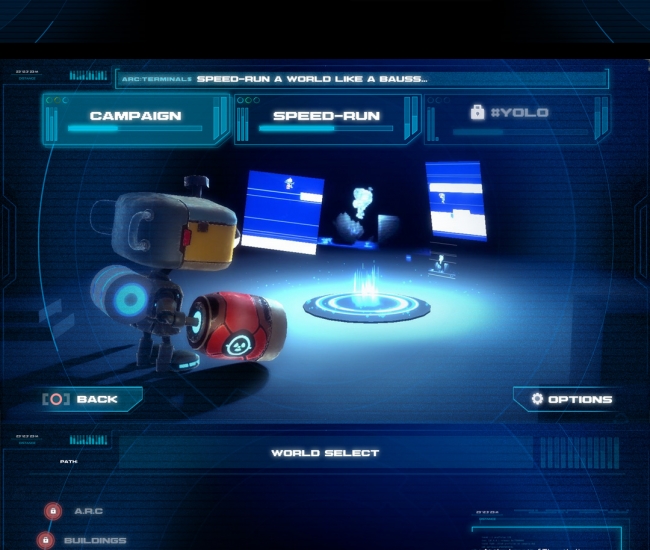 ARC:TERMINAL$ SPEED-RUN A WORLD LIKE A BAUSS...
CAMPAIGN
SPEED-RUN
#YOLO
BACK
OPTIONS
WORLD SELECT
PATH:
A.R.C
BUILDINGS